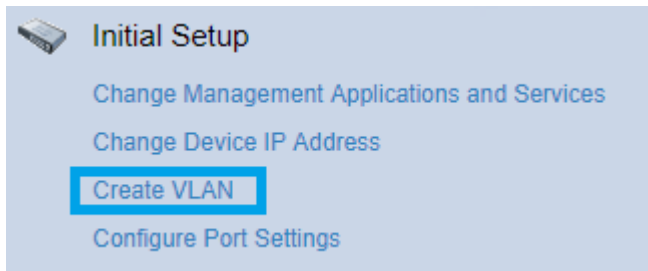 Initial Setup
Change Management Applications and Services
Change Device IP Address
Create VLAN
Configure Port Settings